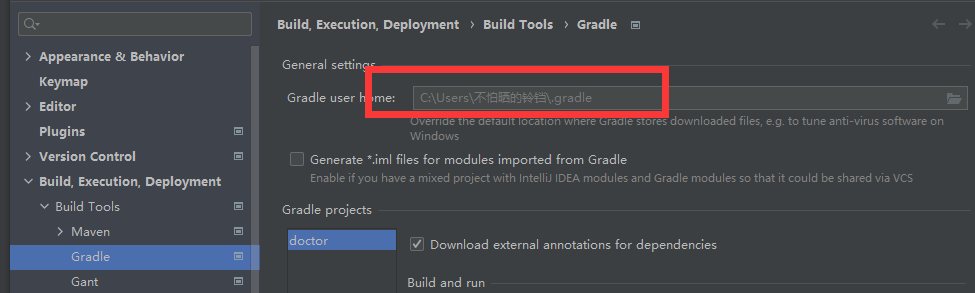 Appearance & Behavior
Keymap
Editor
Plugins
Version Control
Build, Execution, Deployment
Build Tools
Maven
Gradle
Gant
Build, Execution, Deployment › Build Tools › Gradle
General settings
Gradle user home: C:\Users\不怕晒的铃铛\.gradle
Override the default location where Gradle stores downloaded files, e.g. to tune anti-virus software on
Windows
Generate *.iml files for modules imported from Gradle
Enable if you have a mixed project with IntelliJ IDEA modules and Gradle modules so that it could be shared via VCS
Gradle projects
doctor
Download external annotations for dependencies
Build and run